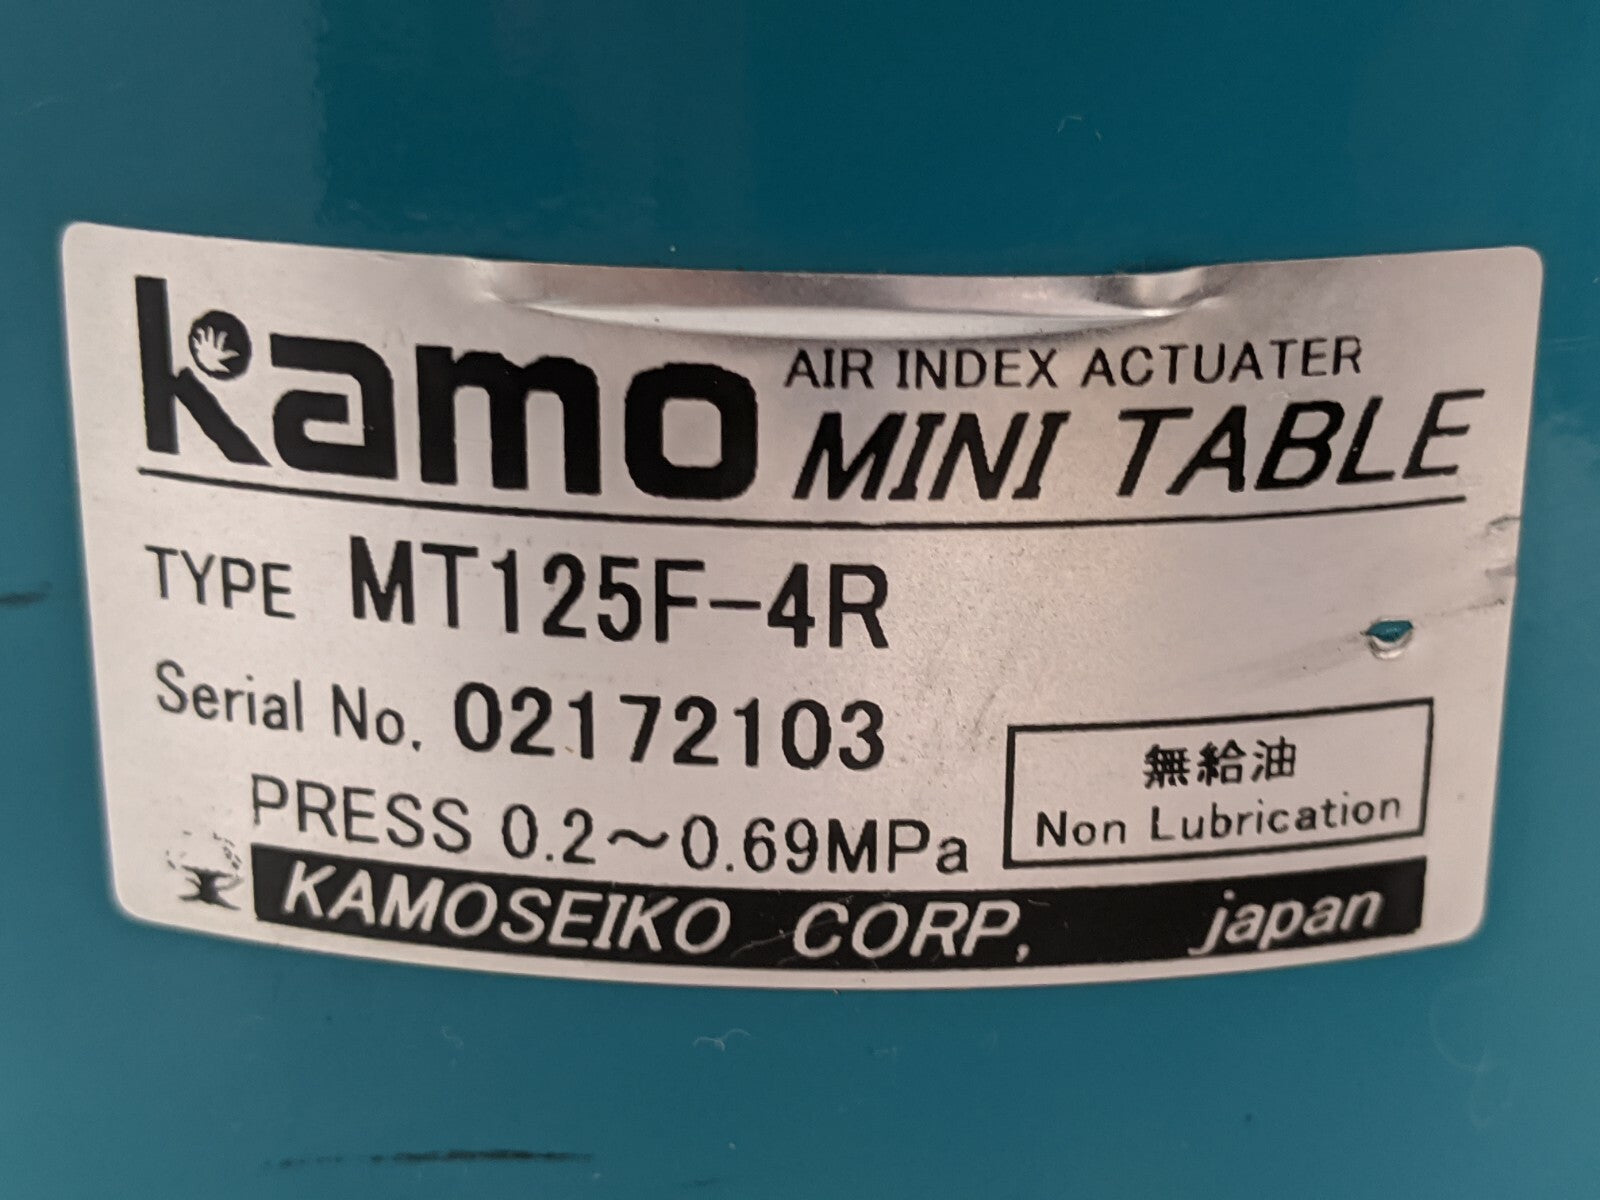 kamo
AIR INDEX ACTUATER
MINI TABLE
TYPE MT125F-4R
Serial No. 02172103
PRESS 0.2～0.69MPa
無給油
Non Lubrication
KAMOSEIKO CORP. japan